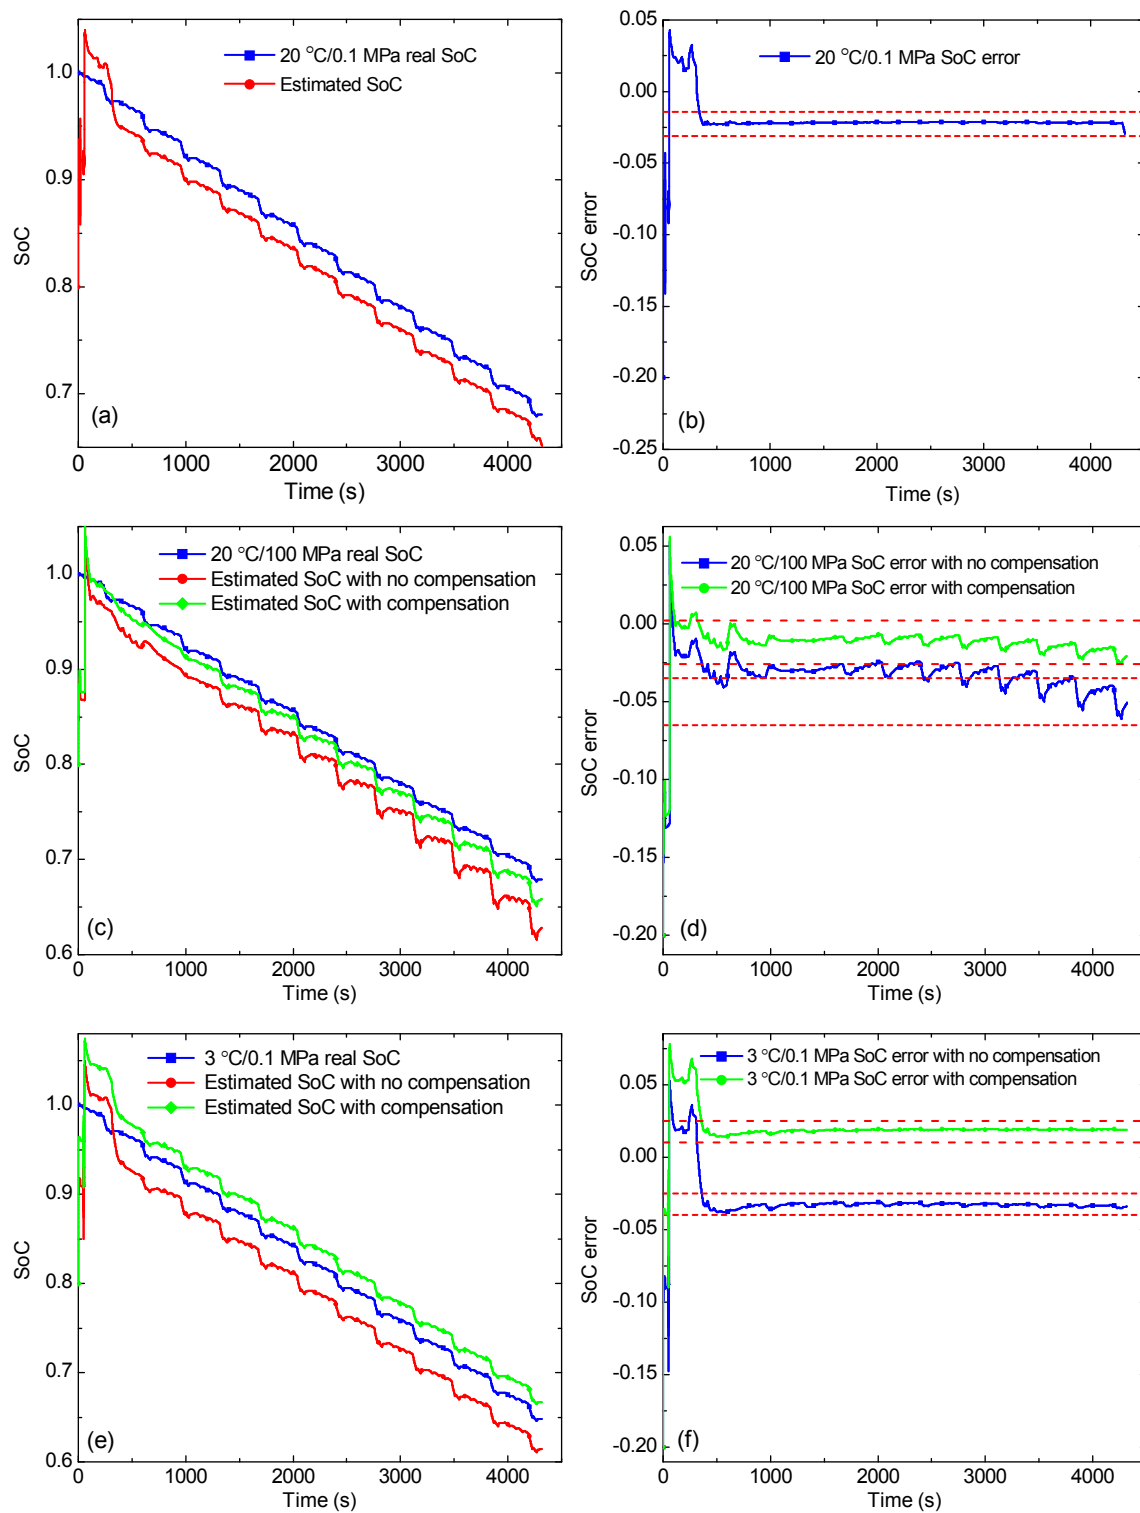 20 °C/0.1 MPa real SoC
Estimated SoC
1.0
0.9
0.8
0.7
SoC
(a)
0 1000 2000 3000 4000
Time (s)
20 °C/0.1 MPa SoC error
0.05
0.00
-0.05
-0.10
-0.15
-0.20
-0.25
SoC error
(b)
0 1000 2000 3000 4000
Time (s)
20 °C/100 MPa real SoC
Estimated SoC with no compensation
Estimated SoC with compensation
1.0
0.9
0.8
0.7
0.6
SoC
(c)
0 1000 2000 3000 4000
Time (s)
20 °C/100 MPa SoC error with no compensation
20 °C/100 MPa SoC error with compensation
0.05
0.00
-0.05
-0.10
-0.15
-0.20
SoC error
(d)
0 1000 2000 3000 4000
Time (s)
3 °C/0.1 MPa real SoC
Estimated SoC with no compensation
Estimated SoC with compensation
1.0
0.9
0.8
0.7
0.6
SoC
(e)
0 1000 2000 3000 4000
Time (s)
3 °C/0.1 MPa SoC error with no compensation
3 °C/0.1 MPa SoC error with compensation
0.05
0.00
-0.05
-0.10
-0.15
-0.20
SoC error
(f)
0 1000 2000 3000 4000
Time (s)